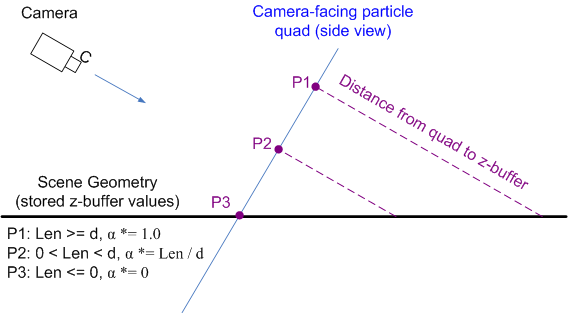 Camera
Camera-facing particle
quad (side view)
C
P1
Distance from quad to z-buffer
P2
Scene Geometry
(stored z-buffer values)
P3
P1: Len >= d, α *= 1.0
P2: 0 < Len < d, α *= Len / d
P3: Len <= 0, α *= 0